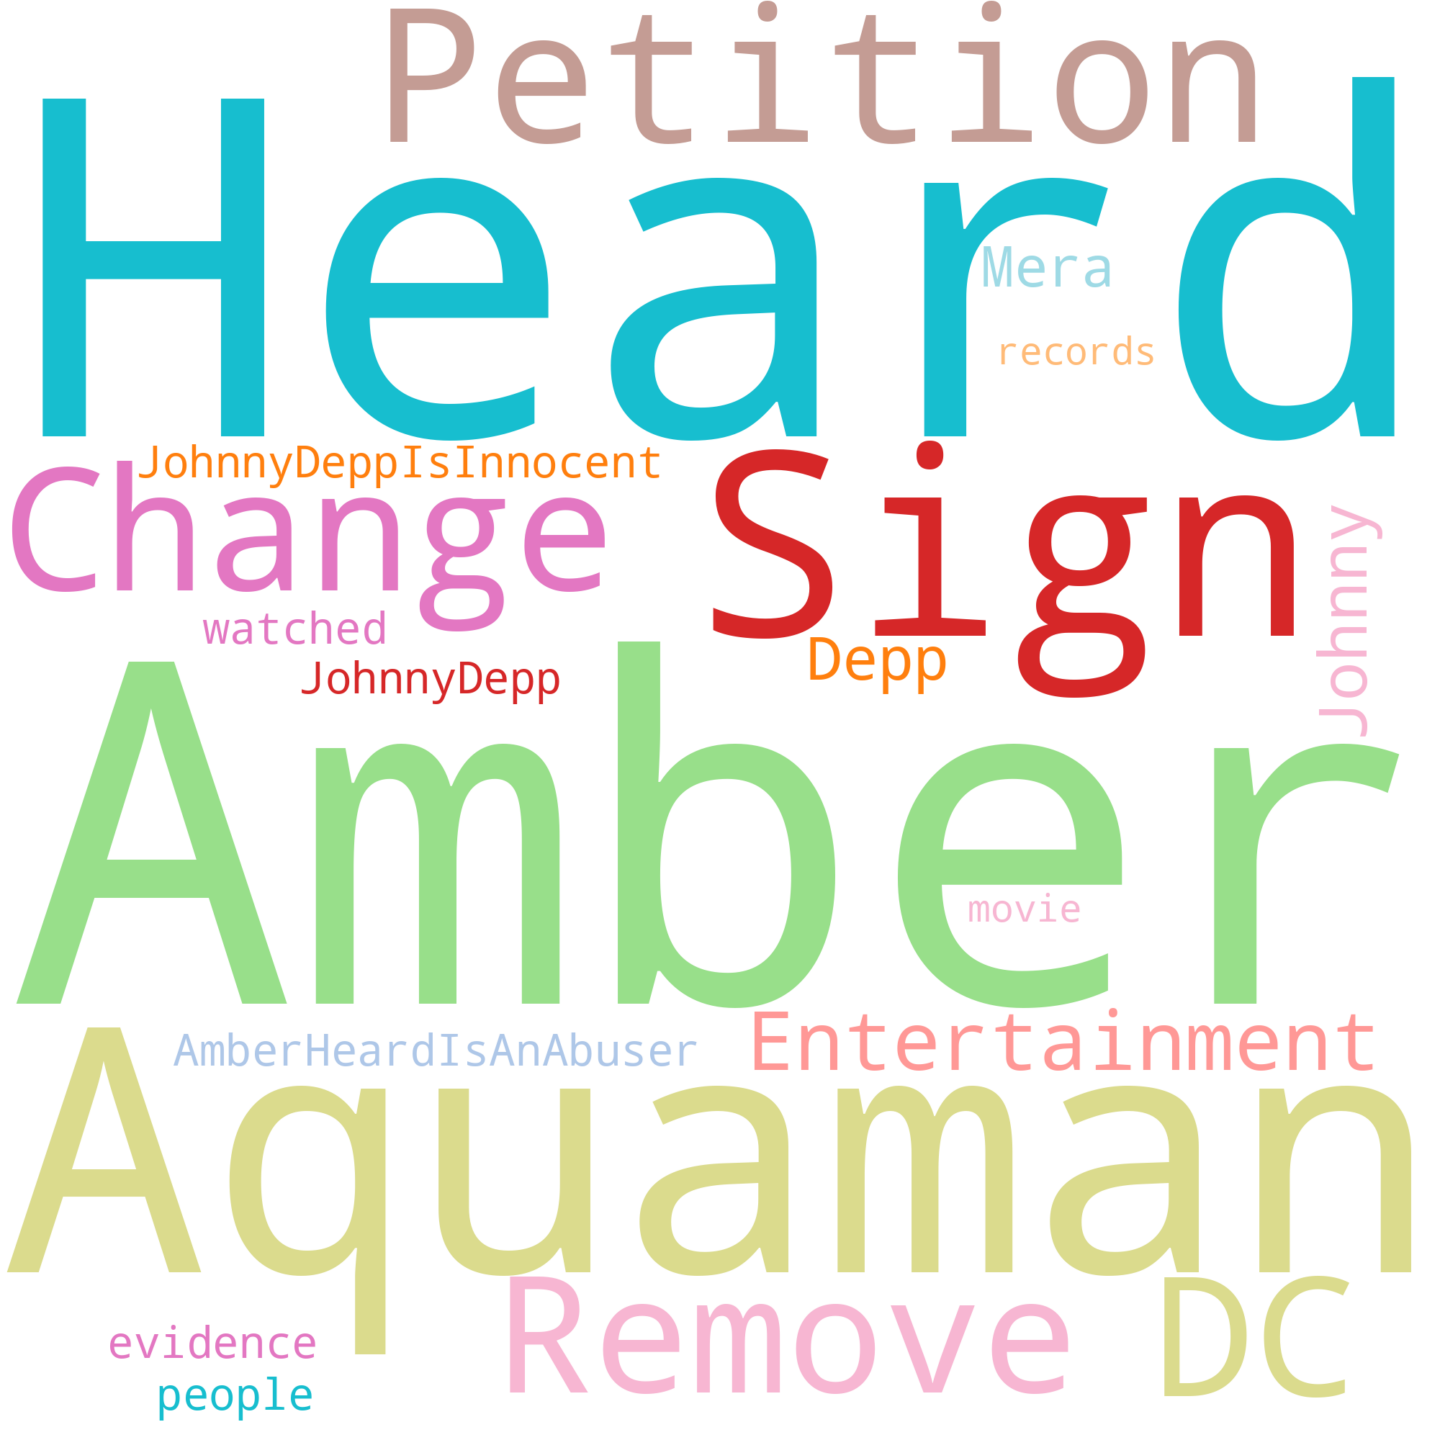 Petition
Heard
Mera
records
JohnnyDeppIsInnocent
Change
Sign
Johnny
watched
Depp
JohnnyDepp
Amber
movie
AmberHeardIsAnAbuser
Entertainment
Aquaman
Remove
DC
evidence
people